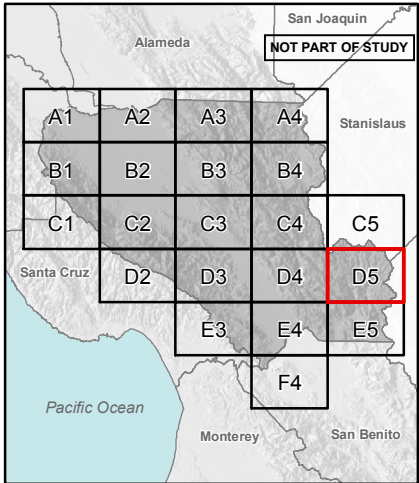 San Joaquin
Alameda
NOT PART OF STUDY
A1 A2 A3 A4
Stanislaus
B1 B2 B3 B4
C1 C2 C3 C4 C5
Santa Cruz
D2 D3 D4 D5
E3 E4 E5
F4
Pacific Ocean
Monterey
San Benito